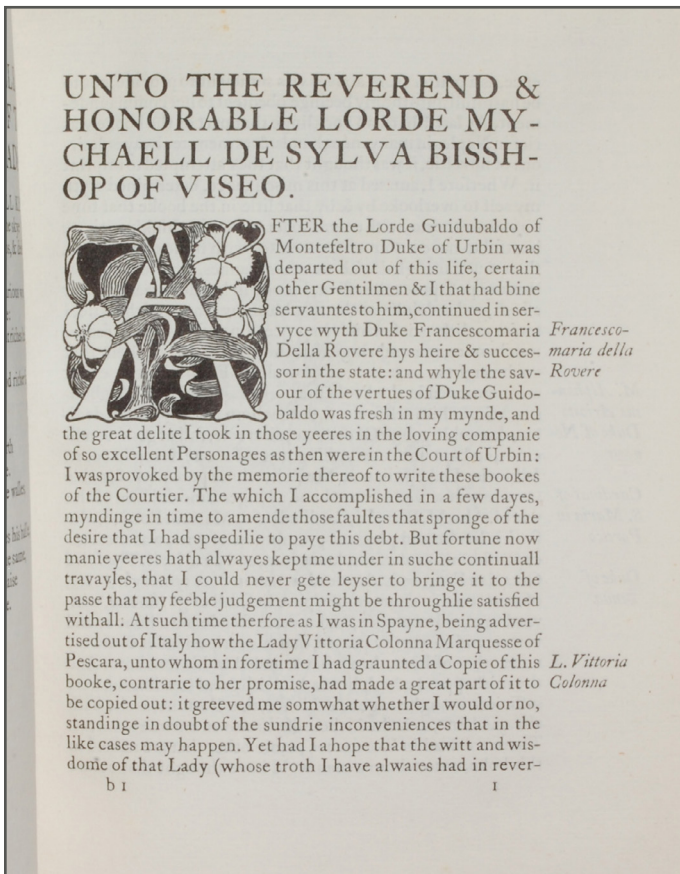 UNTO THE REVEREND &
HONORABLE LORDE MY-
CHAELL DE SYLVA BISSH-
OP OF VISEO.
AFTER the Lorde Guidubaldo of
Montefeltro Duke of Urbin was
departed out of this life, certain
other Gentilmen & I that had bine
servauntes to him, continued in ser-
vyce wyth Duke Francescomaria
Della Rovere hys heire & succes-
sor in the state: and whyle the sav-
our of the vertues of Duke Guido-
baldo was fresh in my mynde, and
the great delite I took in those yeeres in the loving companie
of so excellent Personages as then were in the Court of Urbin:
I was provoked by the memorie thereof to write these bookes
of the Courtier. The which I accomplished in a few dayes,
myndinge in time to amende those faultes that spronge of the
desire that I had speedilie to paye this debt. But fortune now
manie yeeres hath alwayes kept me under in suche continuall
travayles, that I could never gete leyser to bringe it to the
passe that my feeble judgement might be throughlie satisfied
withall. At such time therfore as I was in Spayne, being adver-
tised out of Italy how the Lady Vittoria Colonna Marquesse of
Pescara, unto whom in foretime I had graunted a Copie of this
booke, contrarie to her promise, had made a great part of it to
be copied out: it greeved me somwhat whether I would or no,
standinge in doubt of the sundrie inconveniences that in the
like cases may happen. Yet had I a hope that the witt and wis-
dome of that Lady (whose troth I have alwaies had in rever-
Francesco-
maria della
Rovere
L. Vittoria
Colonna
b 1
1